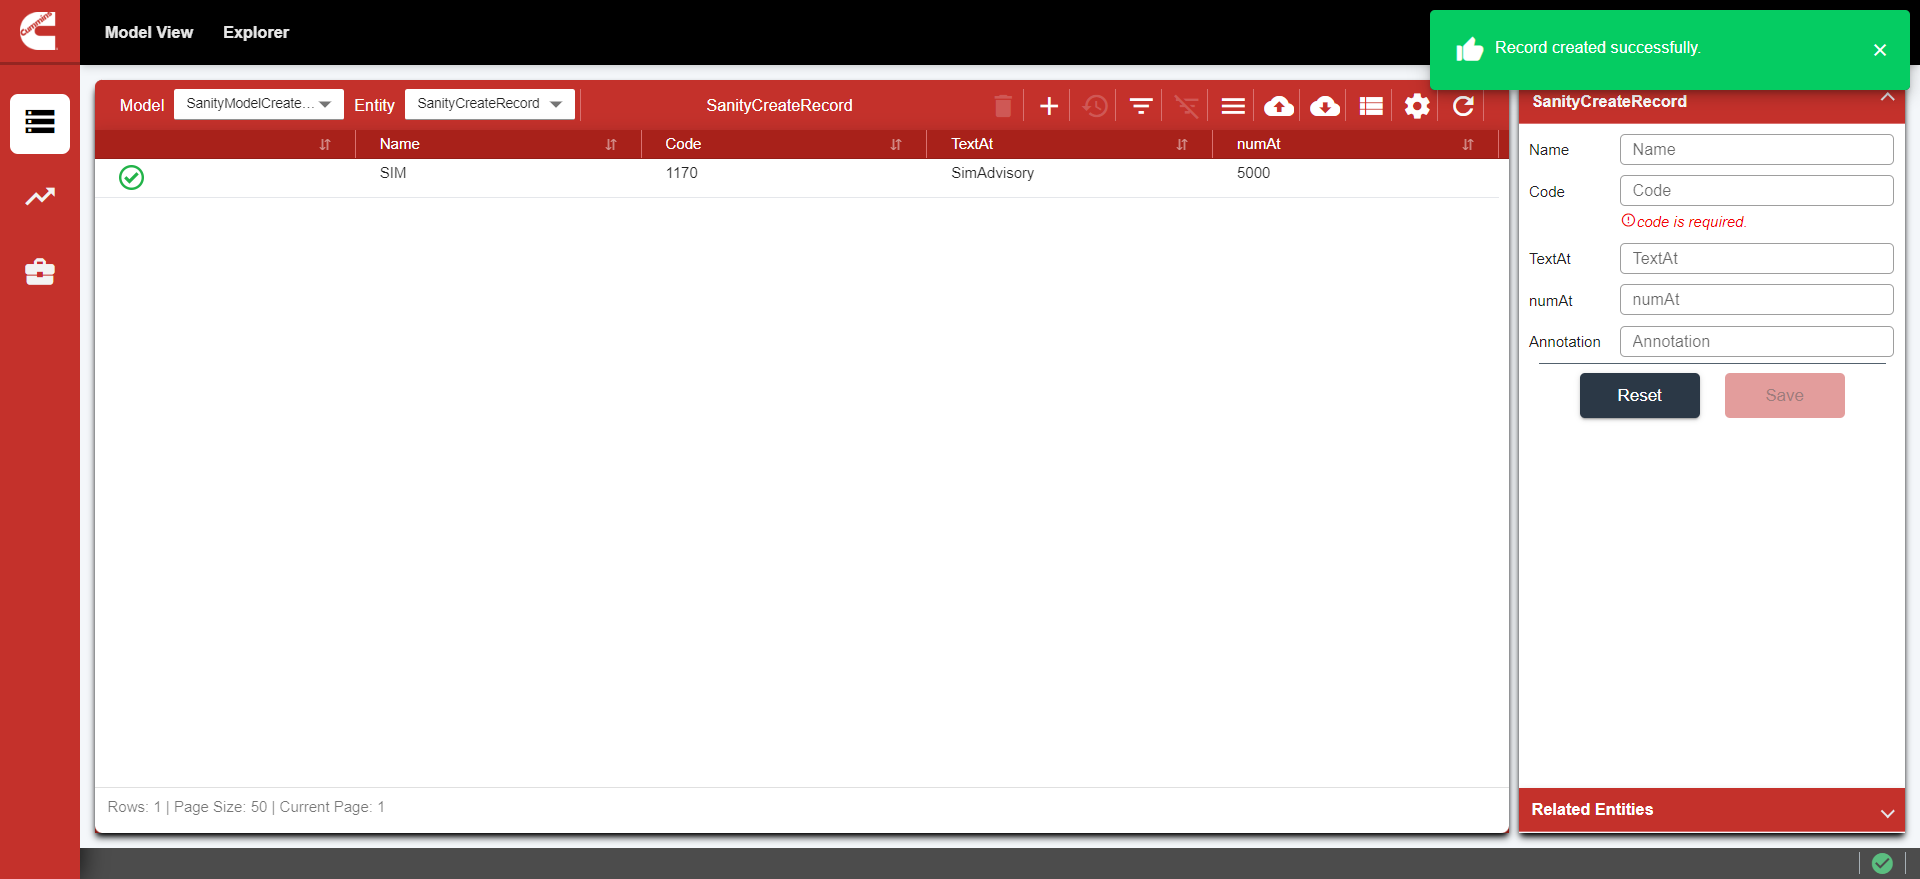 Cummins
Model View Explorer
Record created successfully.
Model SanityModelCreate... Entity SanityCreateRecord SanityCreateRecord
SanityCreateRecord
Name Code TextAt numAt
SIM 1170 SimAdvisory 5000
Name Name
Code Code
code is required.
TextAt TextAt
numAt numAt
Annotation Annotation
Reset Save
Rows: 1 | Page Size: 50 | Current Page: 1
Related Entities